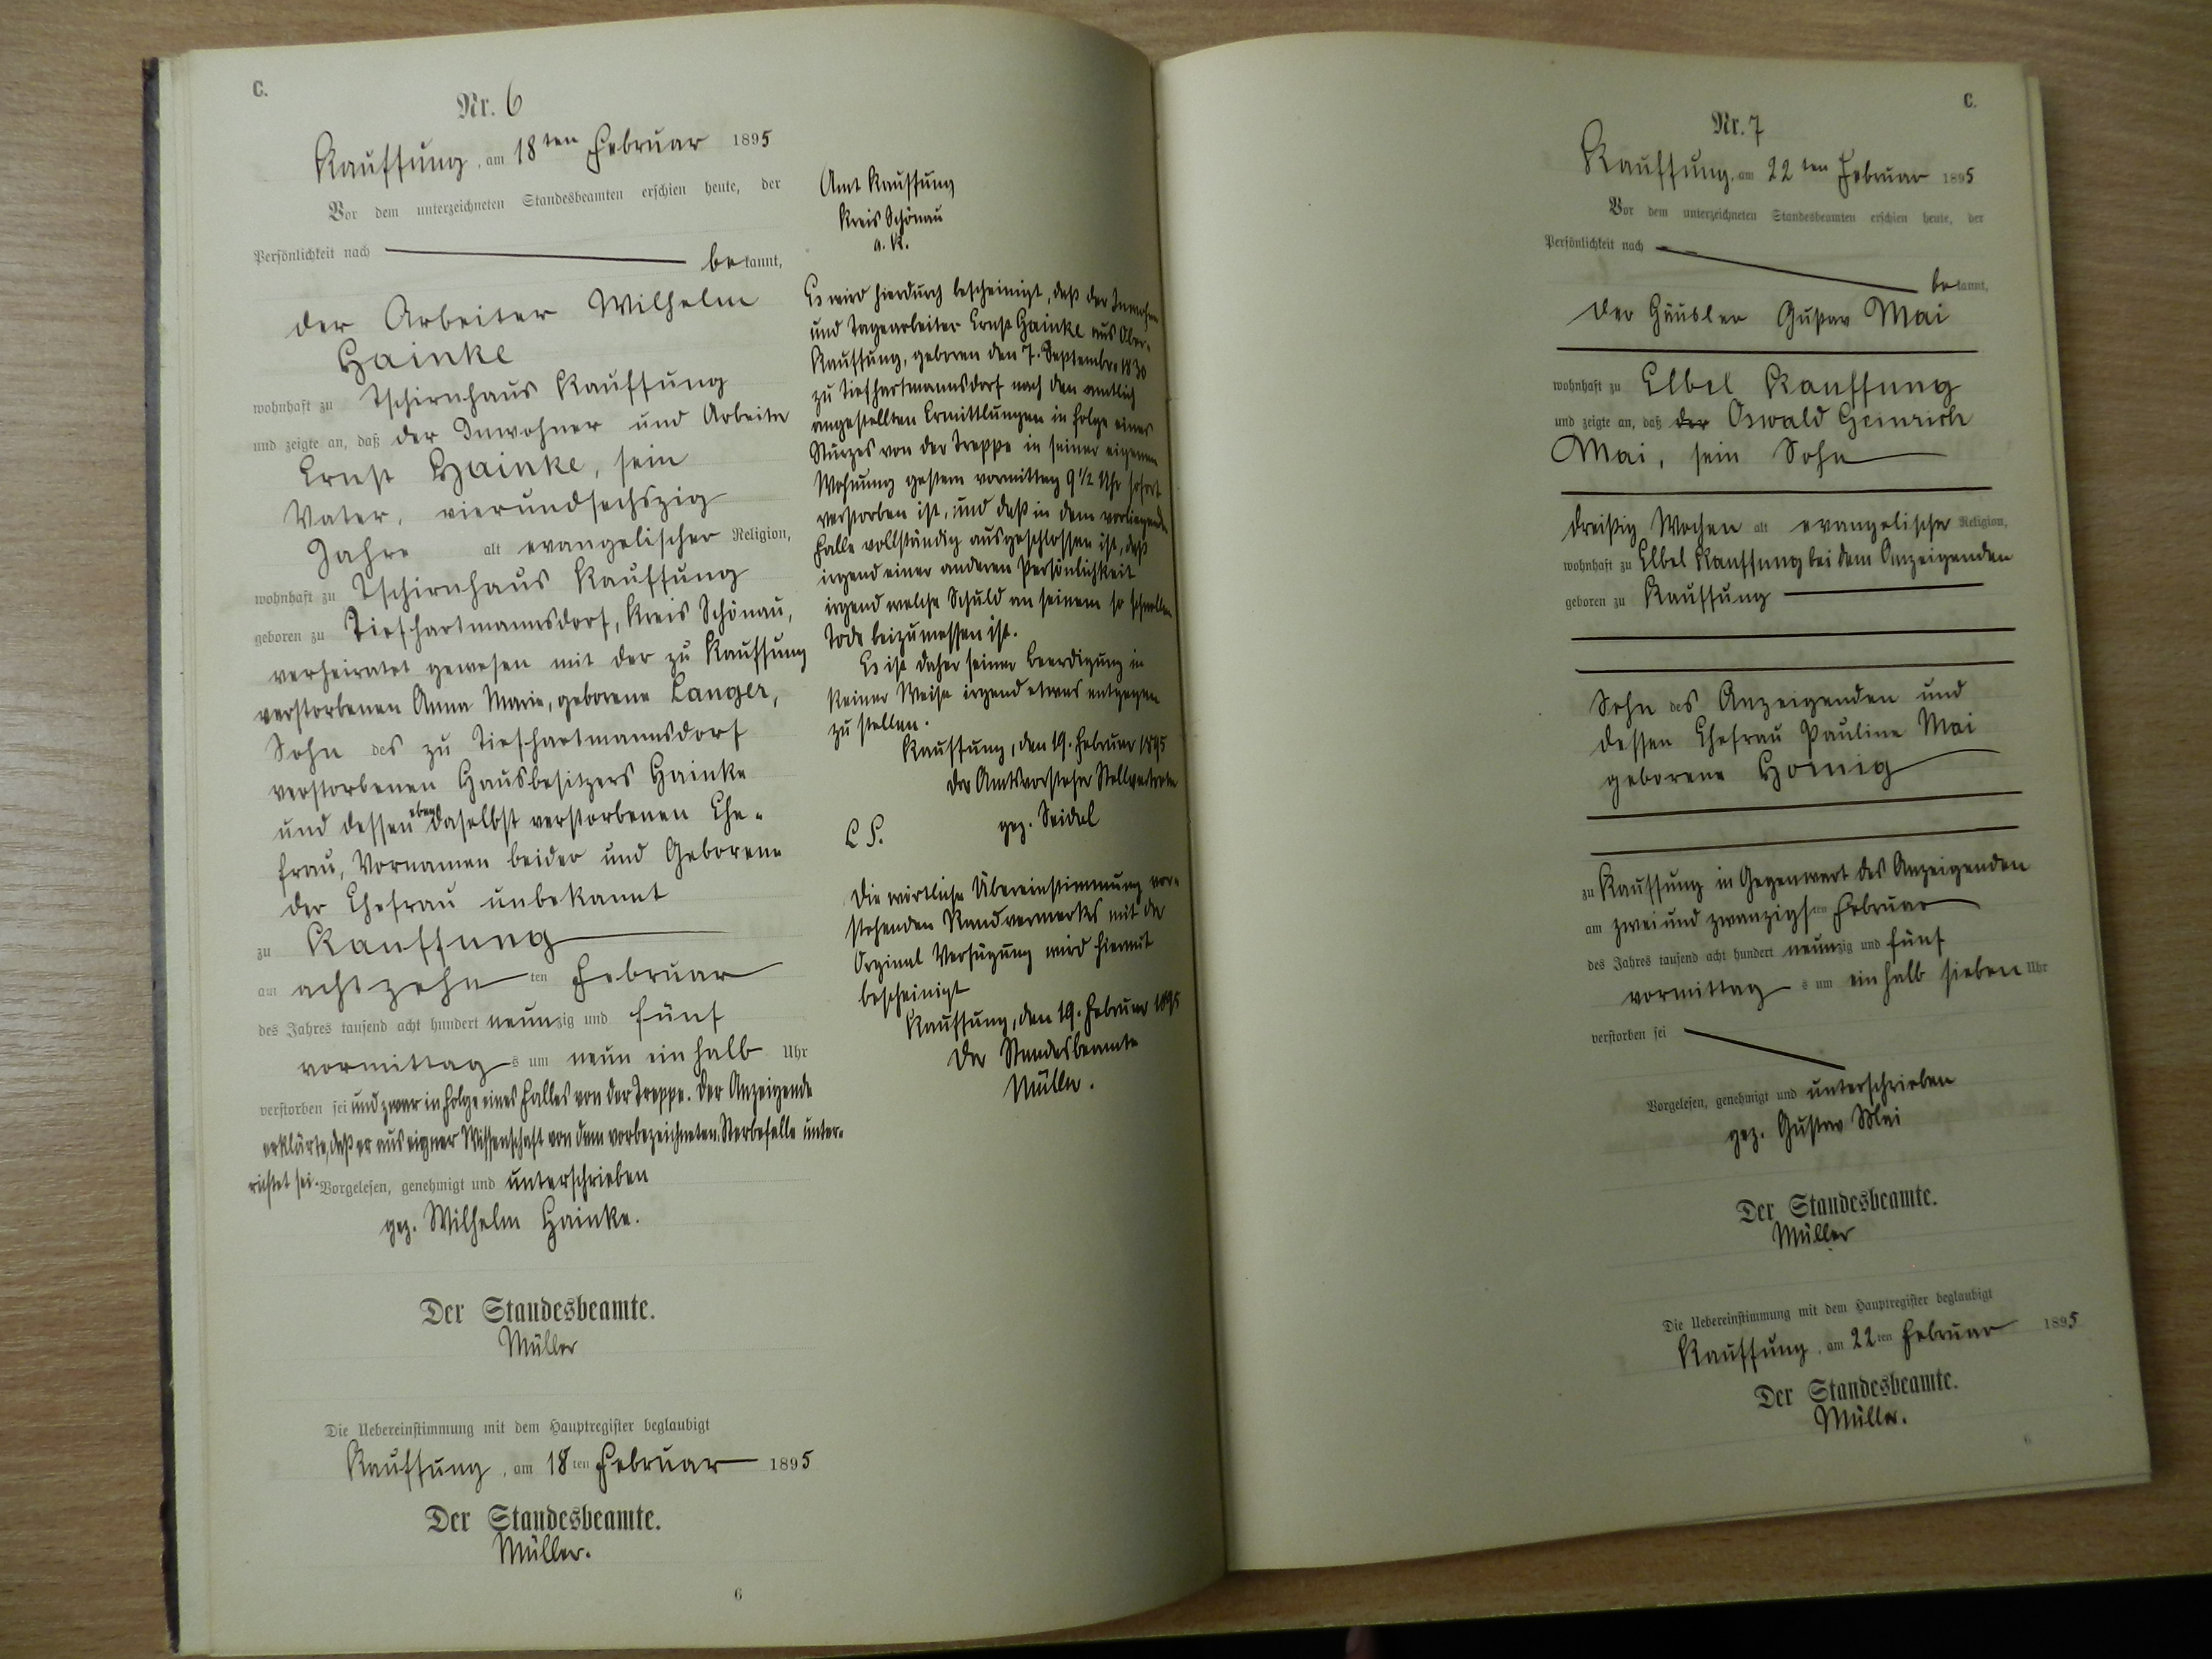 C.
Nr. 6
Kauffung, am 18ten Februar 1895
Vor dem unterzeichneten Standesbeamten erschien heute, der
Persönlichkeit nach
bekannt,
der Arbeiter Wilhelm
Hainke
wohnhaft zu Tschirnhaus Kauffung
und zeigte an, daß der Inwohner und Arbeiter
Ernst Hainke, sein
Vater, vierundsechszig
Jahre alt evangelischer Religion,
wohnhaft zu Tschirnhaus Kauffung
geboren zu Tiefhartmannsdorf, Kreis Schönau,
verheiratet gewesen mit der zu Kauffung
verstorbenen Anna Marie, geborene Langer,
Sohn des zu Tiefhartmannsdorf
verstorbenen Hausbesitzers Hainke
und dessen ebendaselbst verstorbenen Ehe-
frau, Vornamen beider und Geborene
der Ehefrau unbekannt
zu Kauffung
am achtzehn ten Februar
des Jahres tausend acht hundert neunzig und fünf
vormittag s um neun ein halb Uhr
verstorben sei und zwar in Folge eines Falles von der Treppe. Der Anzeigende
erklärte, daß er aus eigner Wissenschaft von dem vorbezeichneten Sterbefalle unter-
richtet sei. Vorgelesen, genehmigt und unterschrieben
gez. Wilhelm Hainke.
Der Standesbeamte.
Müller
Die Uebereinstimmung mit dem Hauptregister beglaubigt
Kauffung, am 18ten Februar 1895
Der Standesbeamte.
Müller.
6
Amt Kauffung
Kreis Schönau
a. K.
Es wird hierdurch bescheinigt, daß der Inwohner
und Tagearbeiter Ernst Hainke aus Ober-
Kauffung, geboren den 7. September 1830
zu Tiefhartmannsdorf nach den amtlich
angestellten Ermittlungen in Folge eines
Sturzes von der Treppe in seiner eigenen
Wohnung gestern vormittag 9 1/2 Uhr sofort
verstorben ist, und daß in dem vorliegenden
Falle vollständig ausgeschlossen ist, daß
irgend einer anderen Persönlichkeit
irgend welche Schuld an seinem so schnellen
Tode beizumessen ist.
Es ist daher seiner Beerdigung in
keiner Weise irgend etwas entgegen
zu stellen.
Kauffung, den 19. Februar 1895
Der Amtsvorsteher Stellvertreter
L S. gez. Seidel
Die wörtliche Übereinstimmung vor-
stehenden Randvermerkes mit der
Orginal Verfügung wird hiermit
bescheinigt
Kauffung, den 19. Februar 1895
Der Standesbeamte
Müller.
C.
Nr. 7
Kauffung, am 22ten Februar 1895
Vor dem unterzeichneten Standesbeamten erschien heute, der
Persönlichkeit nach
bekannt,
der Häusler Gustav Mai
wohnhaft zu Elbel Kauffung
und zeigte an, daß der Oswald Heinrich
Mai, sein Sohn
dreißig Wochen alt evangelischer Religion,
wohnhaft zu Elbel Kauffung bei dem Anzeigenden
geboren zu Kauffung
Sohn des Anzeigenden und
dessen Ehefrau Pauline Mai
geborene Hornig
zu Kauffung in Gegenwart des Anzeigenden
am zwei und zwanzigsten Februar
des Jahres tausend acht hundert neunzig und fünf
vormittag s um ein halb sieben Uhr
verstorben sei
Vorgelesen, genehmigt und unterschrieben
gez. Gustav Mai
Der Standesbeamte.
Müller
Die Uebereinstimmung mit dem Hauptregister beglaubigt
Kauffung, am 22ten Februar 1895
Der Standesbeamte.
Müller.
6